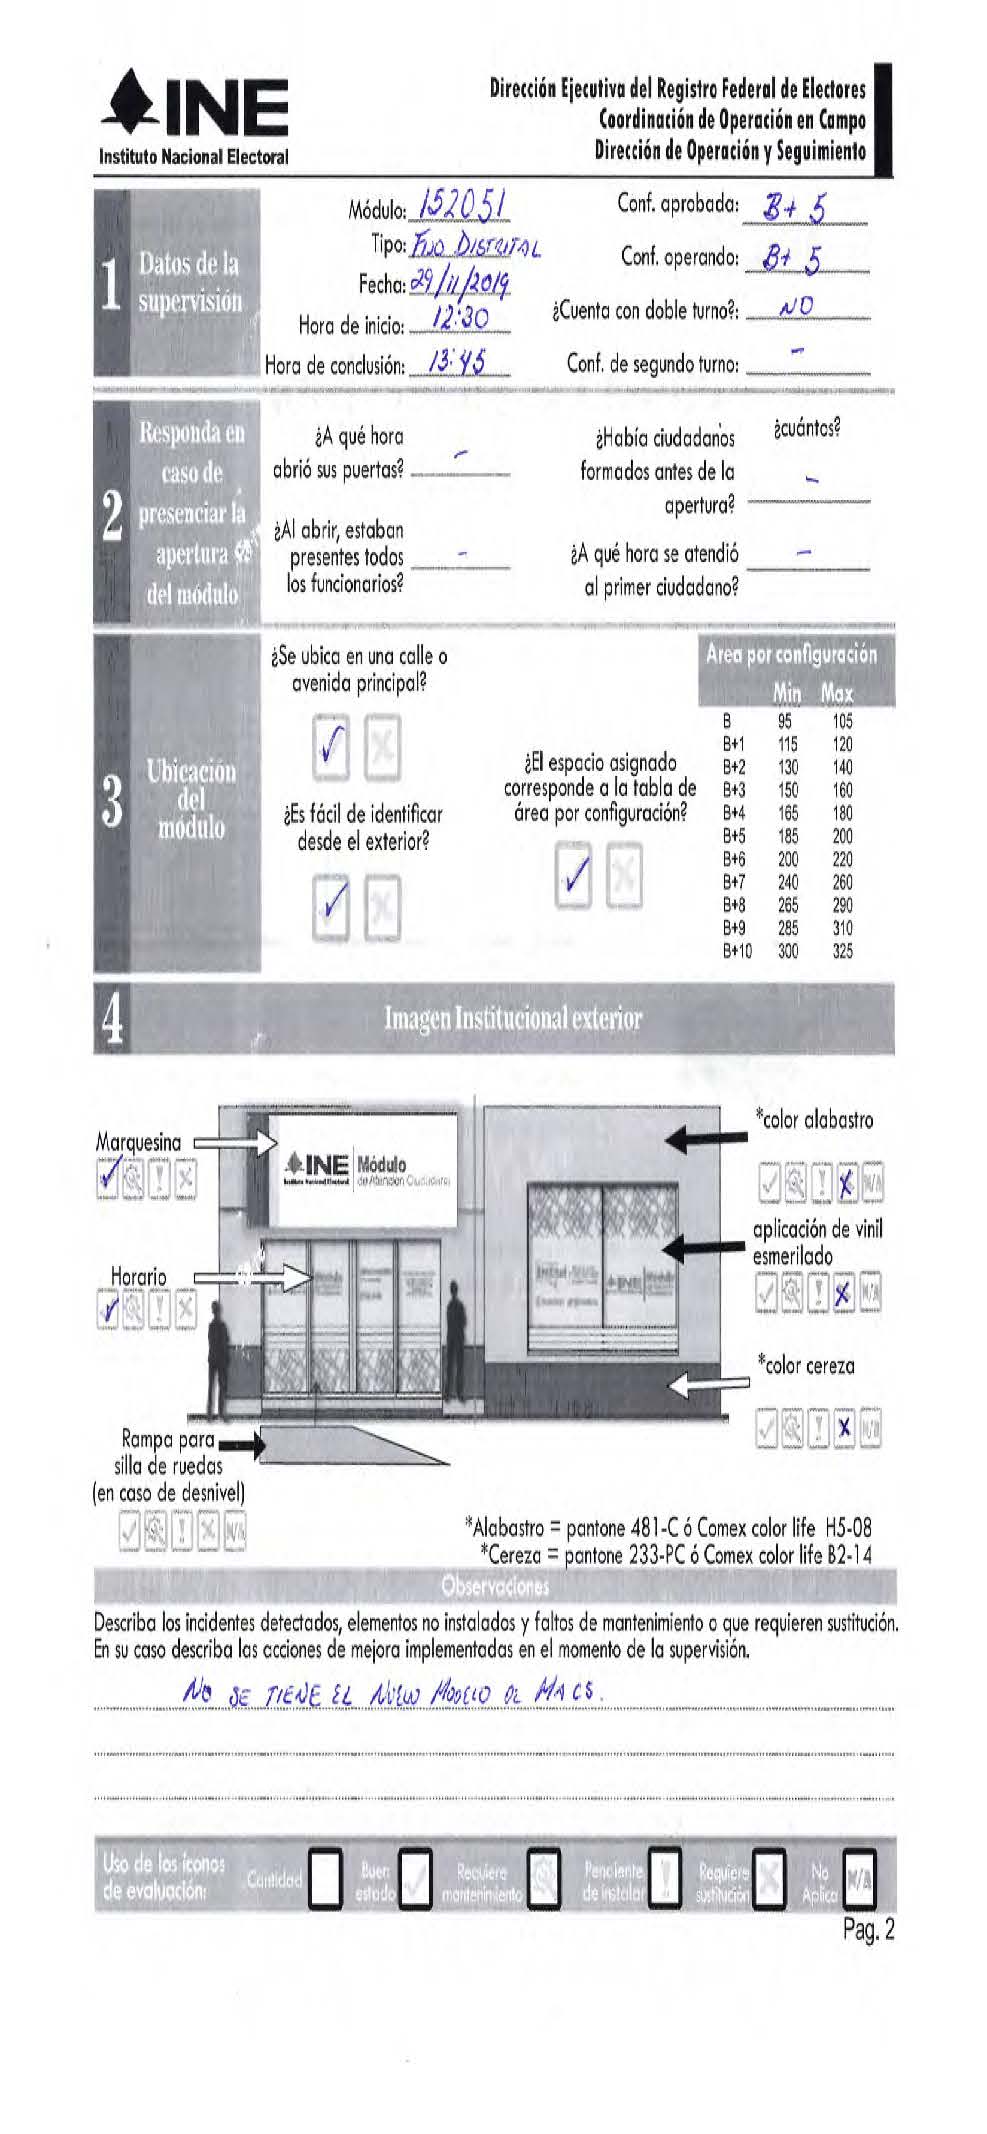 INE
Instituto Nacional Electoral
Dirección Ejecutiva del Registro Federal de Electores
Coordinación de Operación en Campo
Dirección de Operación y Seguimiento
1
Datos de la
supervisión
Módulo: 152051
Tipo: FIJO DISTRITAL
Fecha: 29/11/2019
Hora de inicio: 12:30
Hora de conclusión: 13:45
Conf. aprobada: B+ 5
Conf. operando: B+ 5
¿Cuenta con doble turno?: NO
Conf. de segundo turno: -
2
Responda en
caso de
presenciar la
apertura
del módulo
¿A qué hora
abrió sus puertas? -
¿Al abrir, estaban
presentes todos
los funcionarios? -
¿Había ciudadanos
formados antes de la
apertura?
¿cuántos?
-
¿A qué hora se atendió
al primer ciudadano? -
3
Ubicación
del
módulo
¿Se ubica en una calle o
avenida principal?
¿Es fácil de identificar
desde el exterior?
¿El espacio asignado
corresponde a la tabla de
área por configuración?
Area por configuración
Min Max
B 95 105
B+1 115 120
B+2 130 140
B+3 150 160
B+4 165 180
B+5 185 200
B+6 200 220
B+7 240 260
B+8 265 290
B+9 285 310
B+10 300 325
4
Imagen Institucional exterior
Marquesina
INE
Instituto Nacional Electoral
Módulo
de Atención Ciudadana
Horario
*color alabastro
N/A
aplicación de vinil
esmerilado
N/A
*color cereza
N/A
Rampa para
silla de ruedas
(en caso de desnivel)
N/A
*Alabastro = pantone 481-C ó Comex color life H5-08
*Cereza = pantone 233-PC ó Comex color life B2-14
Observaciones
Describa los incidentes detectados, elementos no instalados y faltos de mantenimiento o que requieren sustitución.
En su caso describa las acciones de mejora implementadas en el momento de la supervisión.
NO SE TIENE EL NUEVO MODELO DE MACS.
Uso de los iconos
de evaluación:
Cantidad
Buen
estado
Requiere
mantenimiento
Pendiente
de instalar
Requiere
sustitución
No
Aplica
N/A
Pag. 2